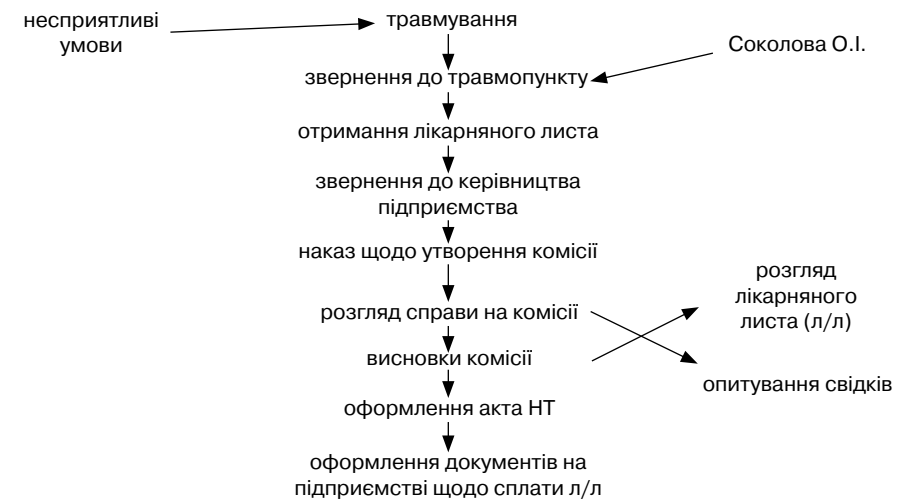 несприятливі
умови
травмування
Соколова О.І.
звернення до травмопункту
отримання лікарняного листа
звернення до керівництва
підприємства
наказ щодо утворення комісії
розгляд
лікарняного
листа (л/л)
розгляд справи на комісії
висновки комісії
опитування свідків
оформлення акта НТ
оформлення документів на
підприємстві щодо сплати л/л